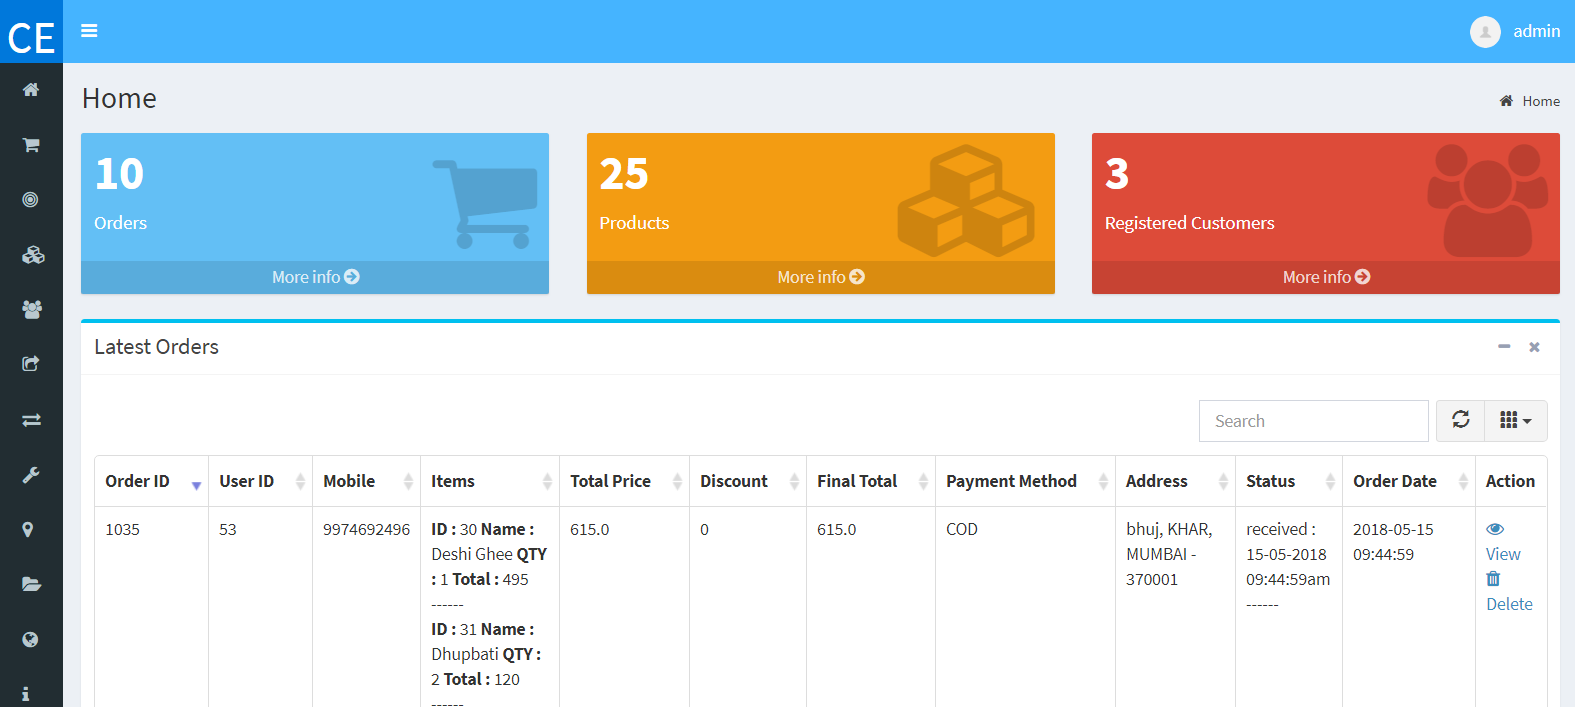 CE
admin
Home
Home
10
Orders
More info
25
Products
More info
3
Registered Customers
More info
Latest Orders
Search
Order ID User ID Mobile Items Total Price Discount Final Total Payment Method Address Status Order Date Action
1035
53
9974692496
ID : 30 Name :
Deshi Ghee QTY
: 1 Total : 495
------
ID : 31 Name :
Dhupbati QTY :
2 Total : 120
------
615.0
0
615.0
COD
bhuj, KHAR,
MUMBAI -
370001
received :
15-05-2018
09:44:59am
------
2018-05-15
09:44:59
View
Delete